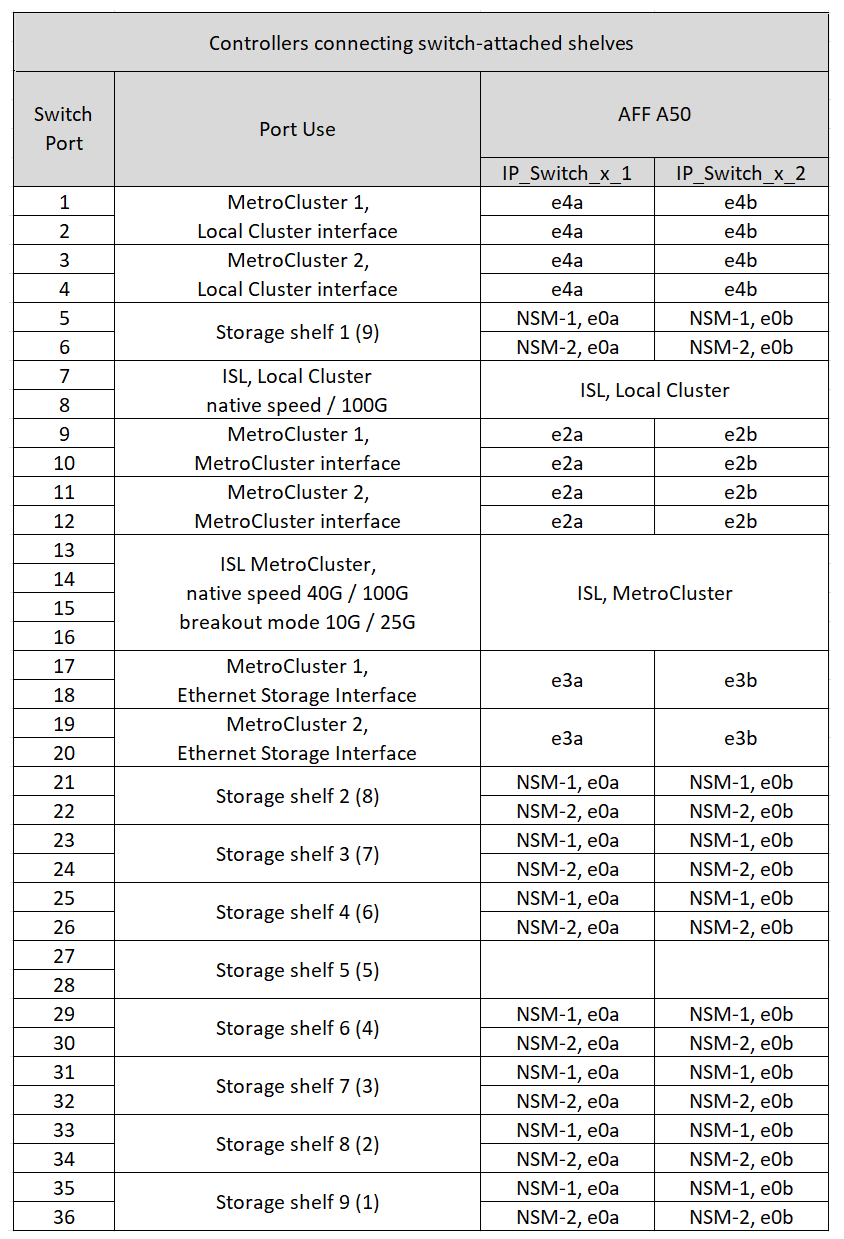 Controllers connecting switch-attached shelves
Switch
Port
Port Use
AFF A50
IP_Switch_x_1 IP_Switch_x_2
1 MetroCluster 1, e4a e4b
2 Local Cluster interface e4a e4b
3 MetroCluster 2, e4a e4b
4 Local Cluster interface e4a e4b
5 NSM-1, e0a NSM-1, e0b
Storage shelf 1 (9)
6 NSM-2, e0a NSM-2, e0b
7 ISL, Local Cluster
8 native speed / 100G
ISL, Local Cluster
9 MetroCluster 1, e2a e2b
10 MetroCluster interface e2a e2b
11 MetroCluster 2, e2a e2b
12 MetroCluster interface e2a e2b
13
14
15
16
ISL MetroCluster,
native speed 40G / 100G
breakout mode 10G / 25G
ISL, MetroCluster
17 MetroCluster 1,
18 Ethernet Storage Interface
e3a e3b
19 MetroCluster 2,
20 Ethernet Storage Interface
e3a e3b
21 NSM-1, e0a NSM-1, e0b
Storage shelf 2 (8)
22 NSM-2, e0a NSM-2, e0b
23 NSM-1, e0a NSM-1, e0b
Storage shelf 3 (7)
24 NSM-2, e0a NSM-2, e0b
25 NSM-1, e0a NSM-1, e0b
Storage shelf 4 (6)
26 NSM-2, e0a NSM-2, e0b
27
Storage shelf 5 (5)
28
29 NSM-1, e0a NSM-1, e0b
Storage shelf 6 (4)
30 NSM-2, e0a NSM-2, e0b
31 NSM-1, e0a NSM-1, e0b
Storage shelf 7 (3)
32 NSM-2, e0a NSM-2, e0b
33 NSM-1, e0a NSM-1, e0b
Storage shelf 8 (2)
34 NSM-2, e0a NSM-2, e0b
35 NSM-1, e0a NSM-1, e0b
Storage shelf 9 (1)
36 NSM-2, e0a NSM-2, e0b